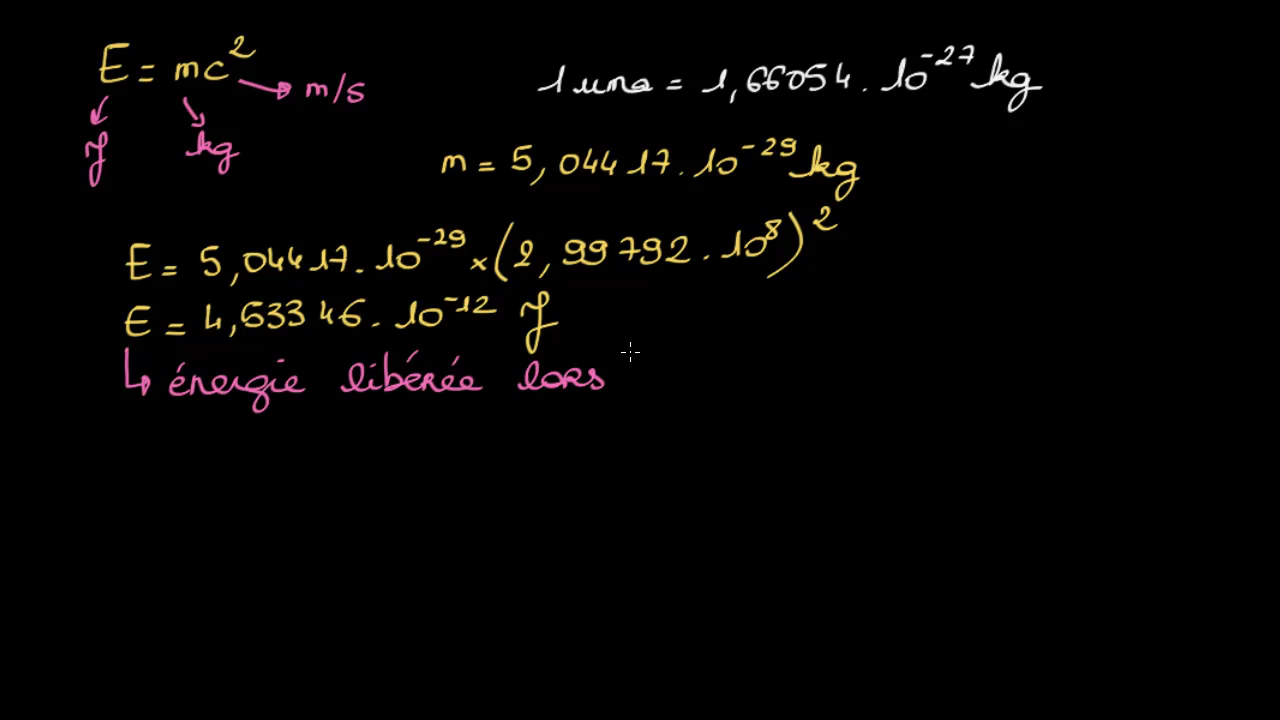 E = mc²
→ m/s
J
kg
1 uma = 1,66054 . 10⁻²⁷ kg
m = 5,04417 . 10⁻²⁹ kg
E = 5,04417 . 10⁻²⁹ × (2,99792 . 10⁸)²
E = 4,53346 . 10⁻¹² J
↳ énergie libérée lors